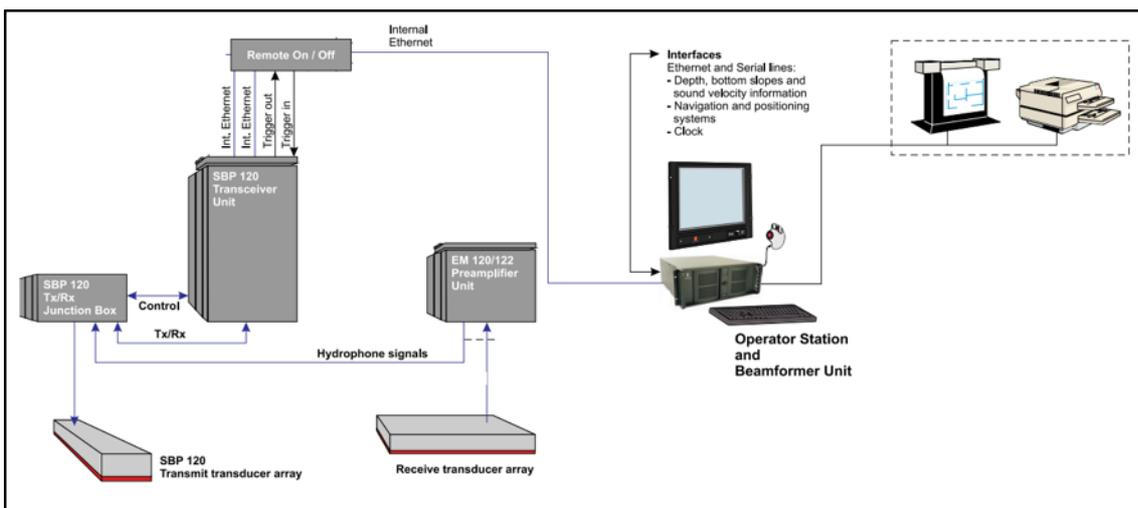 Internal
Ethernet
Remote On / Off
Int. Ethernet
Int. Ethernet
Trigger out
Trigger in
Interfaces
Ethernet and Serial lines:
- Depth, bottom slopes and
sound velocity information
- Navigation and positioning
systems
- Clock
SBP 120
Transceiver
Unit
EM 120/122
Preamplifier
Unit
SBP 120
Tx/Rx
Junction Box
Control
Tx/Rx
Hydrophone signals
Operator Station
and
Beamformer Unit
SBP 120
Transmit transducer array
Receive transducer array